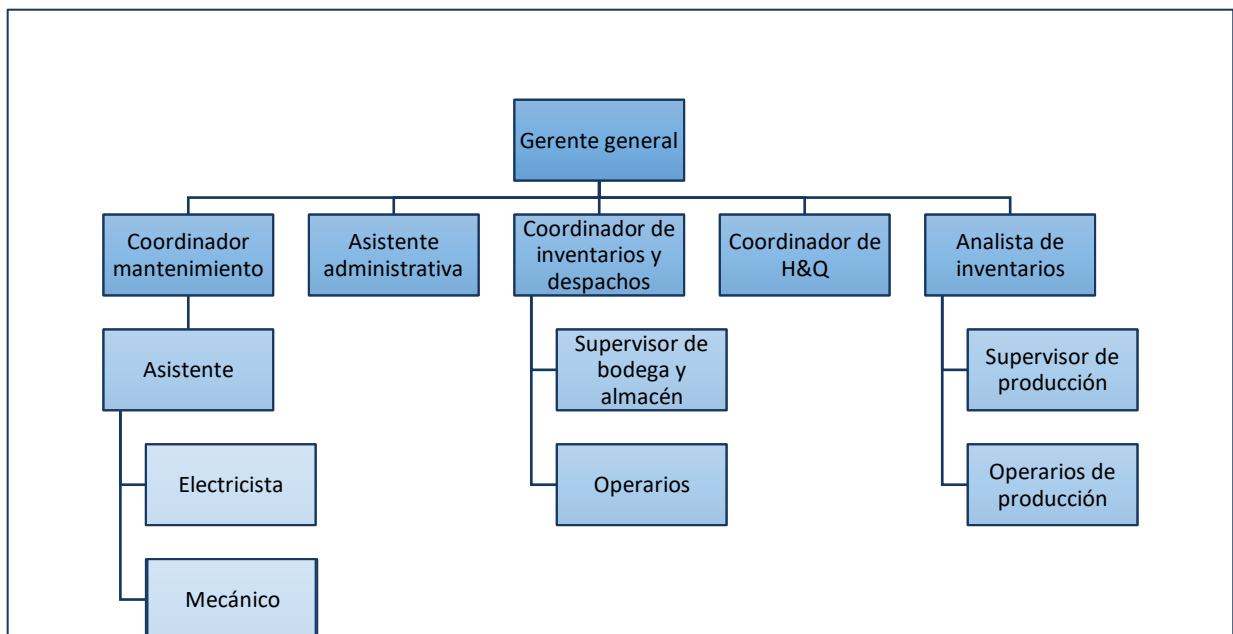 Gerente general
Coordinador
mantenimiento
Asistente
administrativa
Coordinador de
inventarios y
despachos
Coordinador de
H&Q
Analista de
inventarios
Asistente
Supervisor de
bodega y
almacén
Supervisor de
producción
Electricista
Operarios
Operarios de
producción
Mecánico